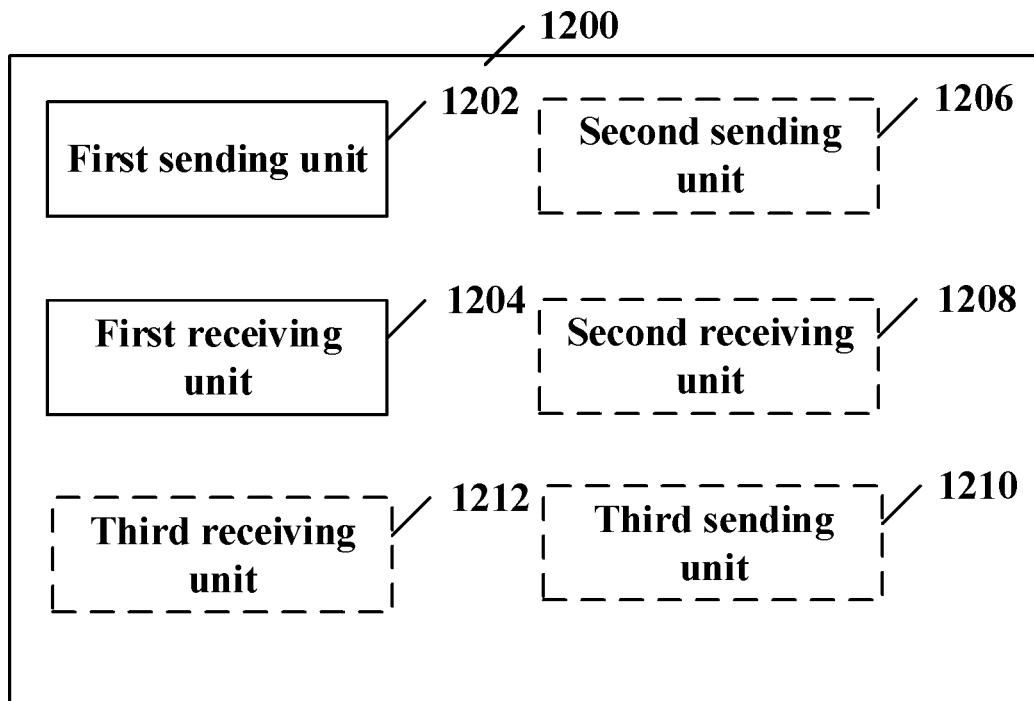 1200
1202
First sending unit
1206
Second sending
unit
1204
First receiving
unit
1208
Second receiving
unit
1212
Third receiving
unit
1210
Third sending
unit